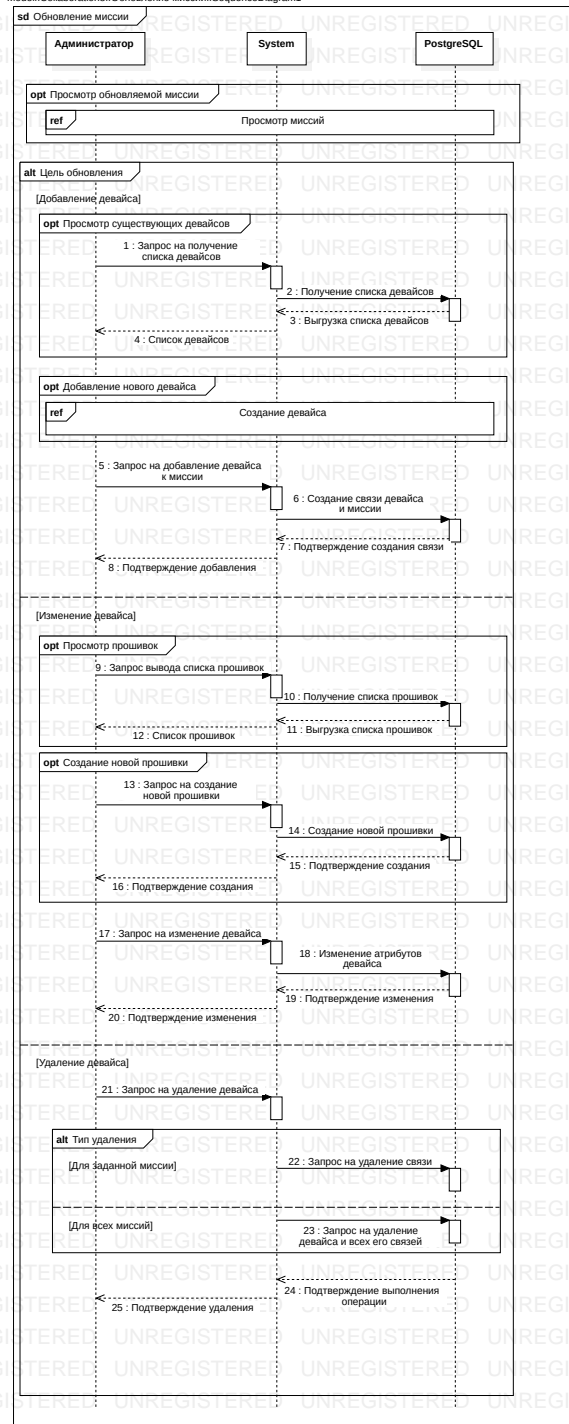 sd Обновление миссии
Администратор
System
PostgreSQL
opt Просмотр обновляемой миссии
ref
Просмотр миссий
alt Цель обновления
[Добавление девайса]
opt Просмотр существующих девайсов
1 : Запрос на получение
списка девайсов
2 : Получение списка девайсов
3 : Выгрузка списка девайсов
4 : Список девайсов
opt Добавление нового девайса
ref
Создание девайса
5 : Запрос на добавление девайса
к миссии
6 : Создание связи девайса
и миссии
7 : Подтверждение создания связи
8 : Подтверждение добавления
[Изменение девайса]
opt Просмотр прошивок
9 : Запрос вывода списка прошивок
10 : Получение списка прошивок
11 : Выгрузка списка прошивок
12 : Список прошивок
opt Создание новой прошивки
13 : Запрос на создание
новой прошивки
14 : Создание новой прошивки
15 : Подтверждение создания
16 : Подтверждение создания
17 : Запрос на изменение девайса
18 : Изменение атрибутов
девайса
19 : Подтверждение изменения
20 : Подтверждение изменения
[Удаление девайса]
21 : Запрос на удаление девайса
alt Тип удаления
[Для заданной миссии]
22 : Запрос на удаление связи
[Для всех миссий]
23 : Запрос на удаление
девайса и всех его связей
24 : Подтверждение выполнения
операции
25 : Подтверждение удаления
UNREGISTERED